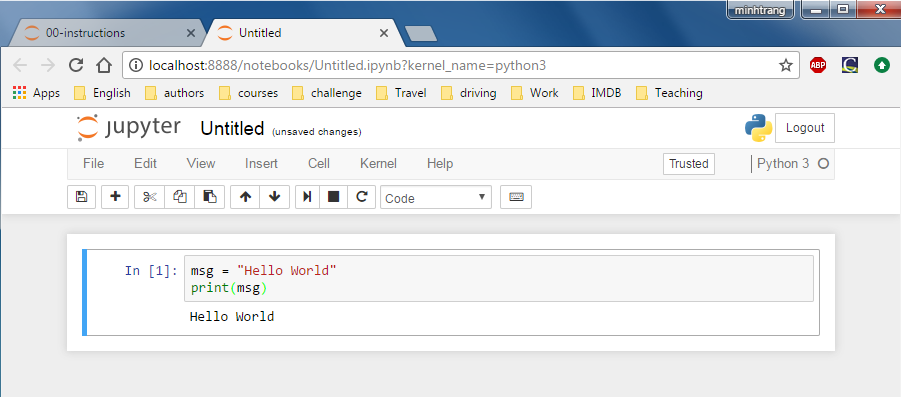 minhtrang
00-instructions
Untitled
localhost:8888/notebooks/Untitled.ipynb?kernel_name=python3
ABP
Apps English authors courses challenge Travel driving Work IMDB Teaching
jupyter Untitled (unsaved changes) Logout
File Edit View Insert Cell Kernel Help Trusted Python 3
Code
In [1]: msg = "Hello World"
print(msg)
Hello World